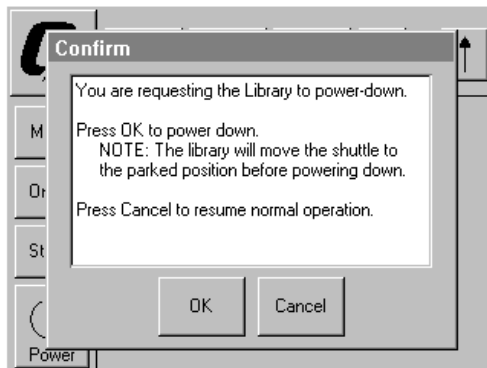 Confirm
You are requesting the Library to power-down.
Press OK to power down.
NOTE: The library will move the shuttle to
the parked position before powering down.
Press Cancel to resume normal operation.
OK
Cancel
Power